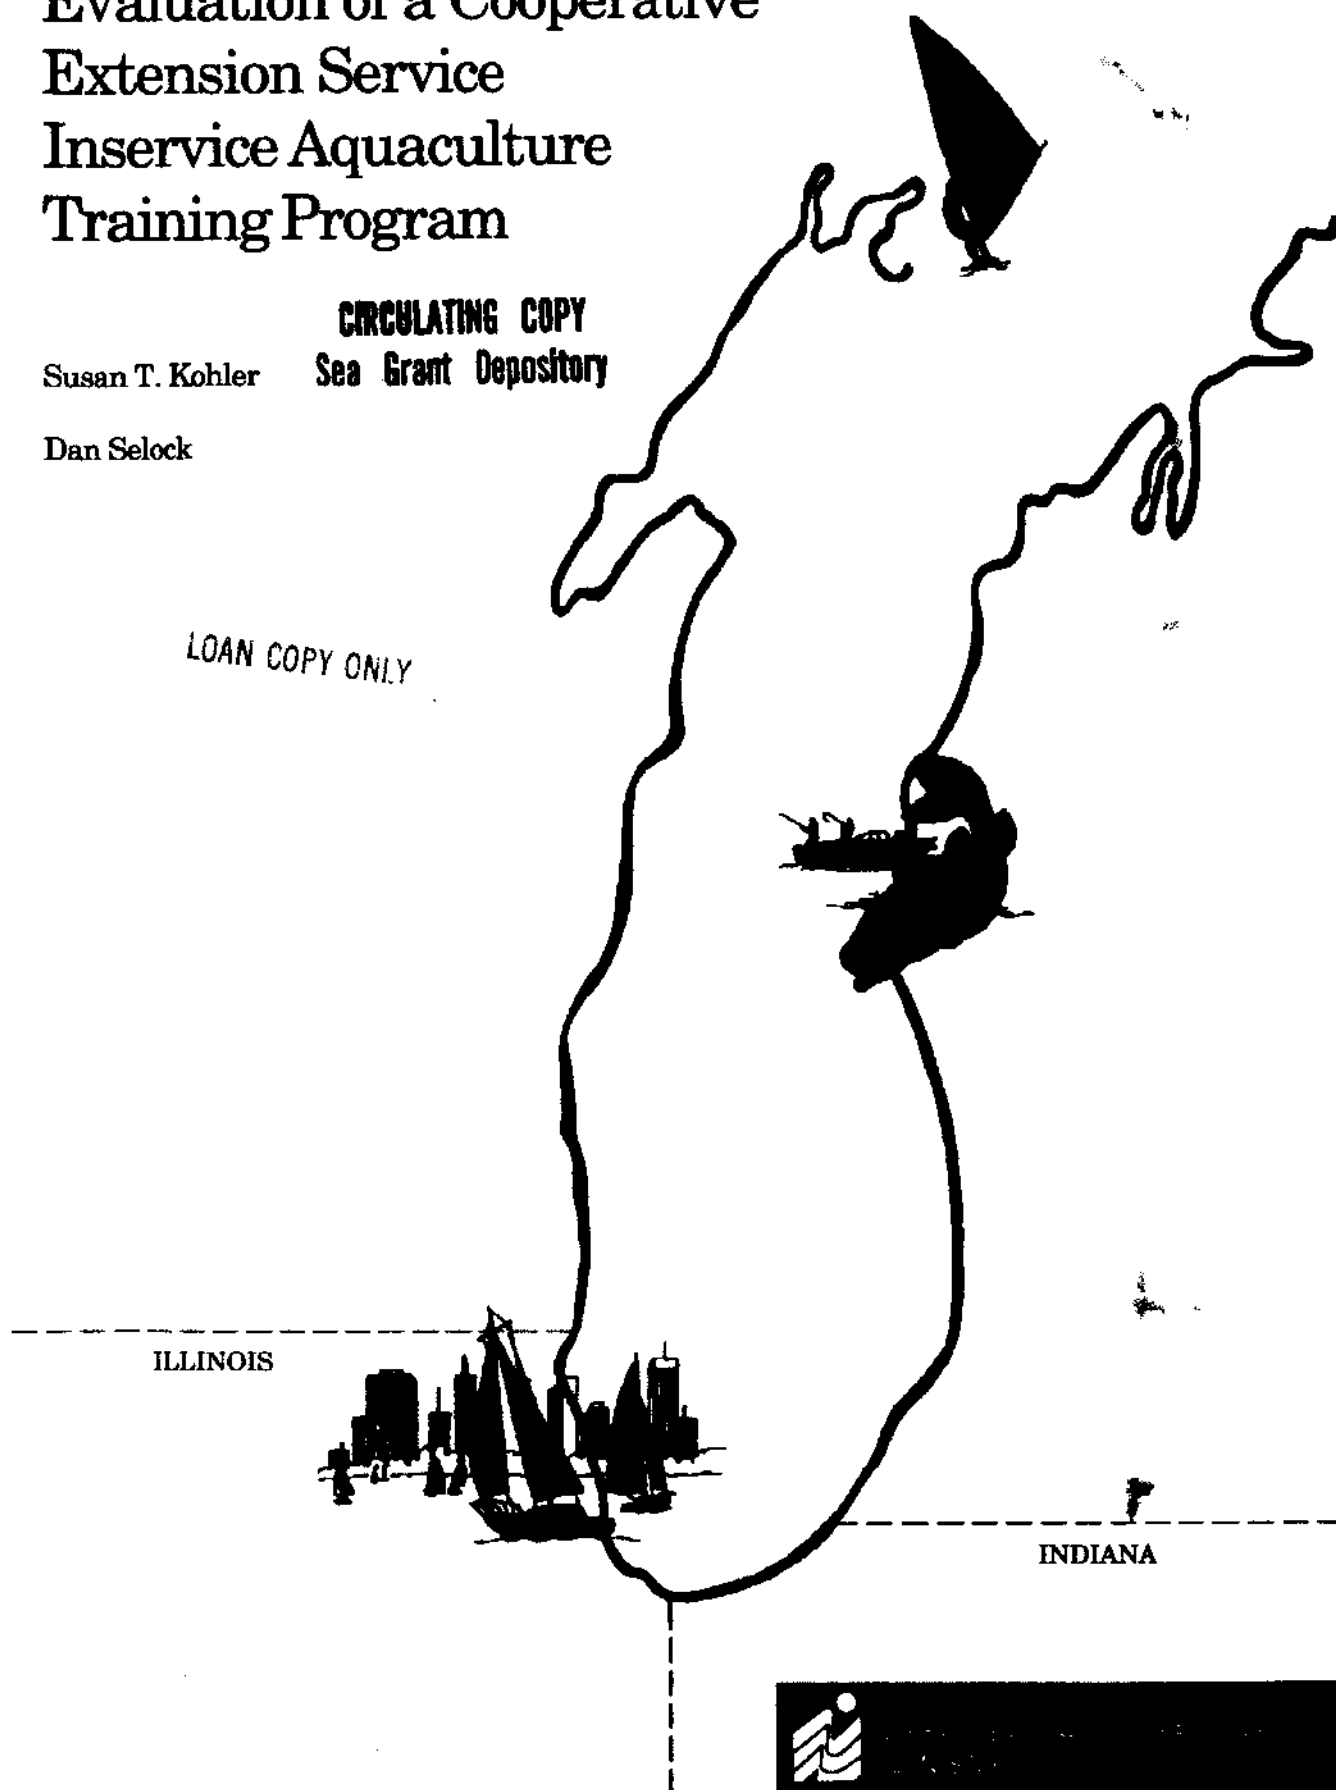 Evaluation of a Cooperative
Extension Service
Inservice Aquaculture
Training Program
CIRCULATING COPY
Sea Grant Depository
Susan T. Kohler
Dan Selock
LOAN COPY ONLY
ILLINOIS
INDIANA